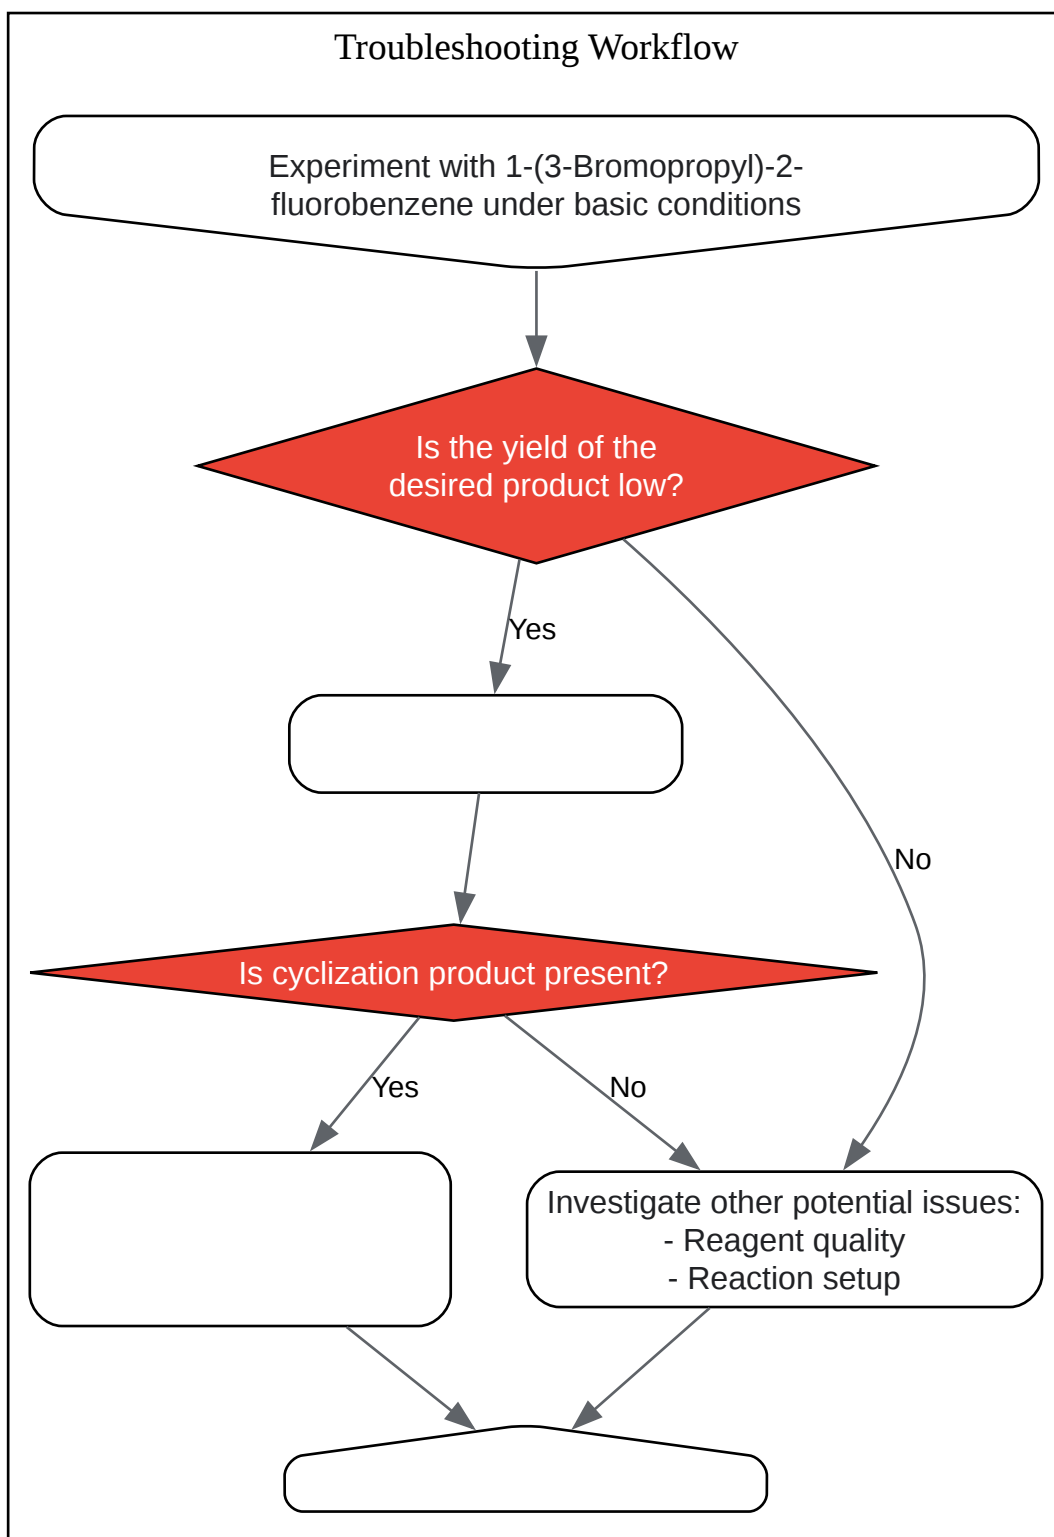 Troubleshooting Workflow
Experiment with 1-(3-Bromopropyl)-2-
fluorobenzene under basic conditions
Is the yield of the
desired product low?
Yes
No
Is cyclization product present?
Yes
No
Investigate other potential issues:
- Reagent quality
- Reaction setup